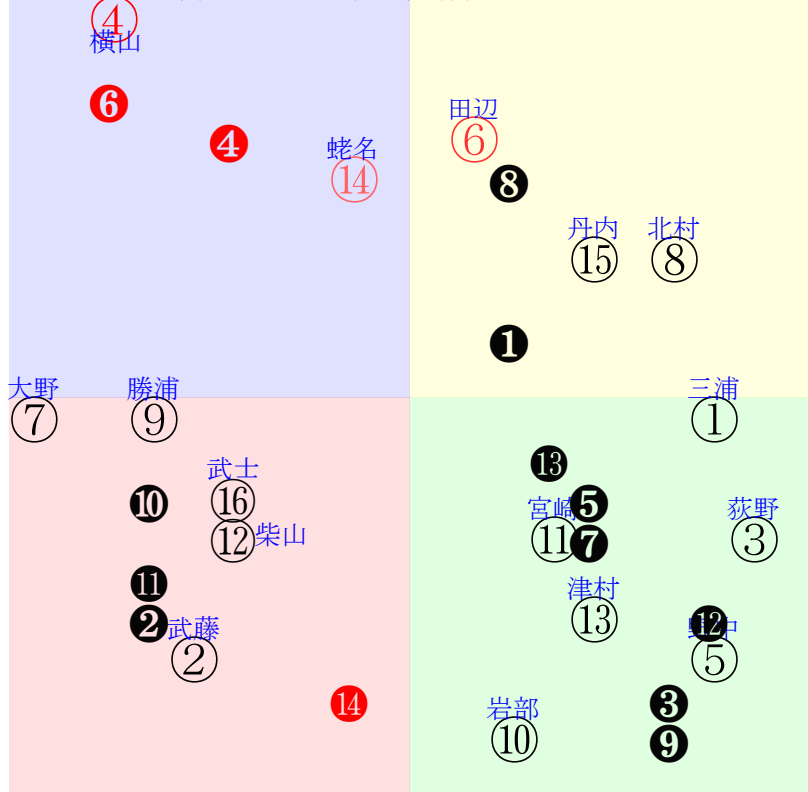 ④
横山
❻
❹
田辺
⑥
蛯名
⑭
❽
丹内
⑮
北村
⑧
❶
大野
⑦
勝浦
⑨
三浦
①
⓭
武士
⑯
❿
宮崎
⑪
❺
荻野
③
⑫
柴山
❼
⓫
津村
⑬
❷
武藤
②
⓬
⑤
⓮
岩部
⑩
❸
❾